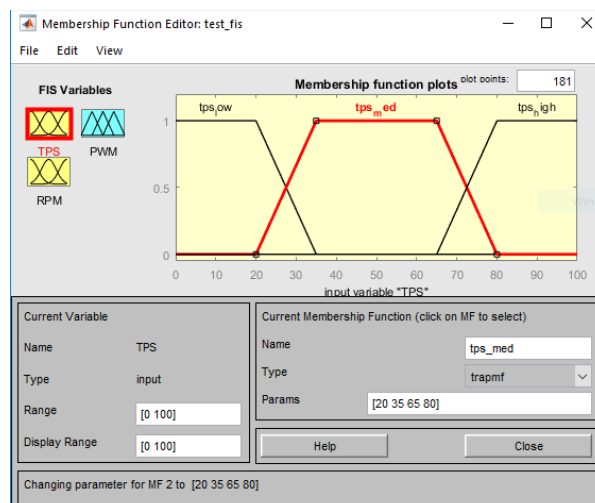 Membership Function Editor: test_fis
File Edit View
FIS Variables
TPS
PWM
RPM
Membership function plots
plot points:
181
tps_low
tps_med
tps_high
1
0.5
0
0 10 20 30 40 50 60 70 80 90 100
input variable "TPS"
Current Variable
Name TPS
Type input
Range [0 100]
Display Range [0 100]
Current Membership Function (click on MF to select)
Name tps_med
Type trapmf
Params [20 35 65 80]
Help
Close
Changing parameter for MF 2 to [20 35 65 80]